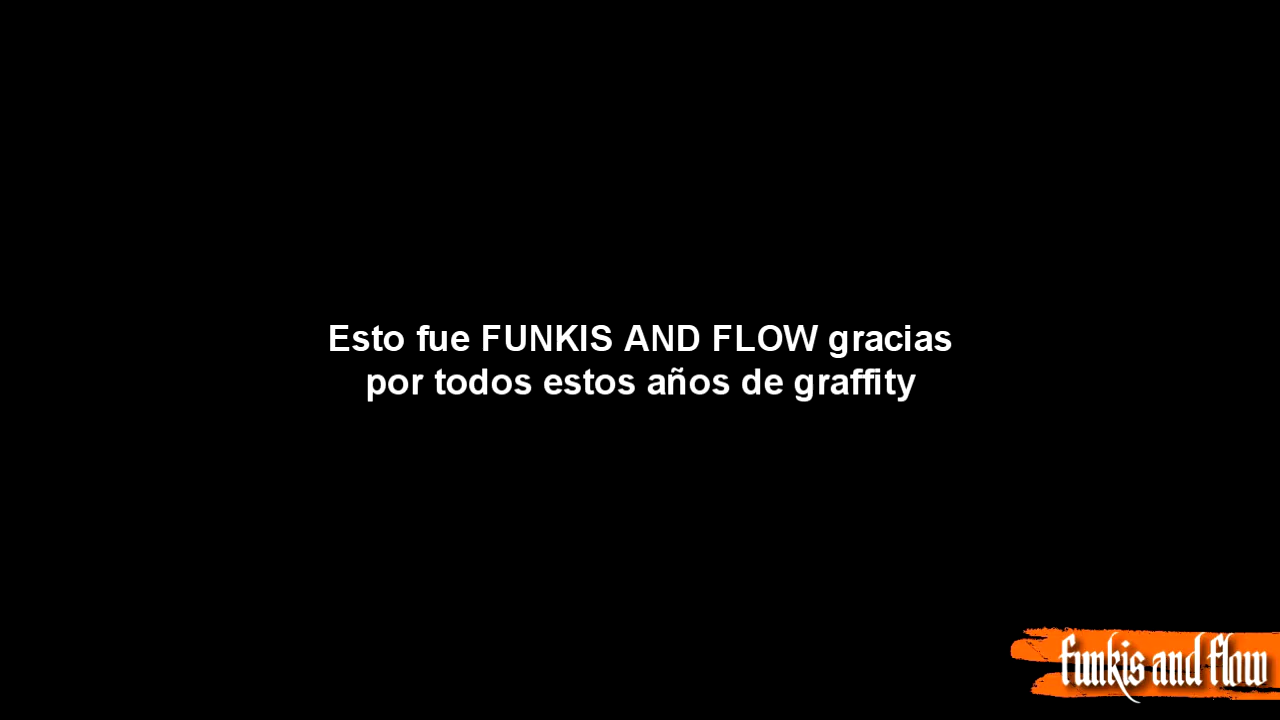 Esto fue FUNKIS AND FLOW gracias
por todos estos años de graffity
funkis and flow